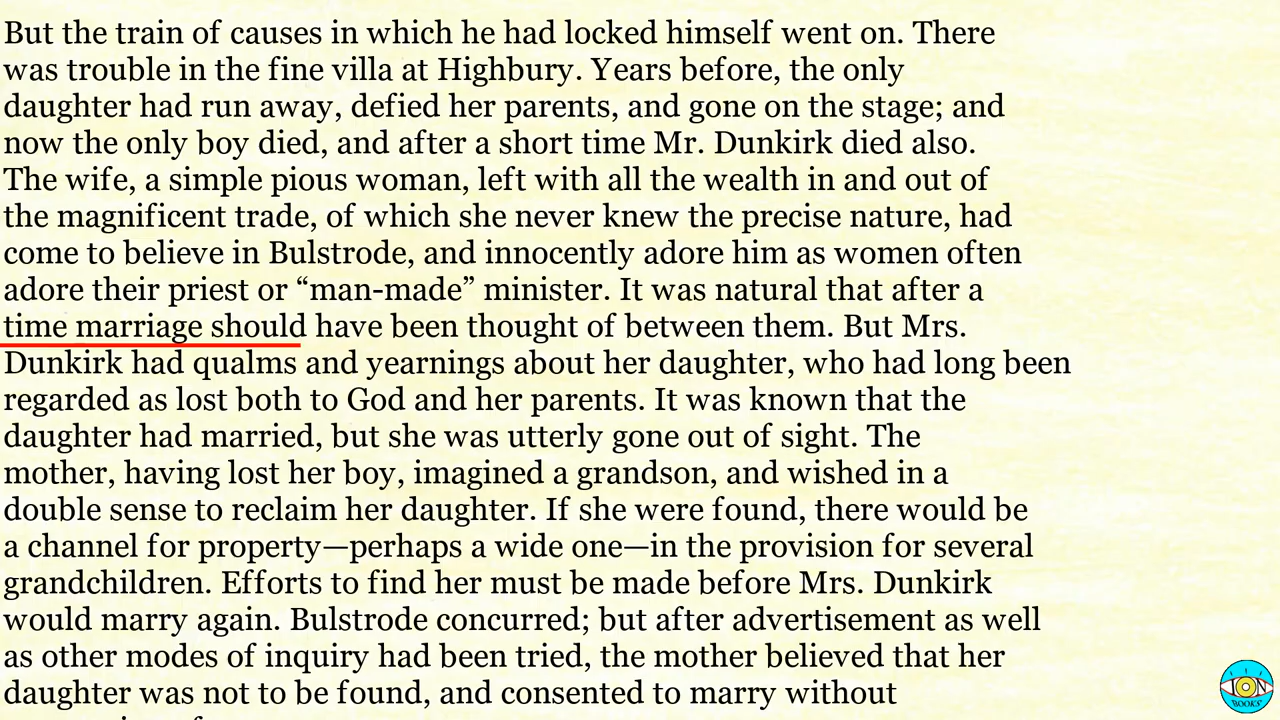 But the train of causes in which he had locked himself went on. There
was trouble in the fine villa at Highbury. Years before, the only
daughter had run away, defied her parents, and gone on the stage; and
now the only boy died, and after a short time Mr. Dunkirk died also.
The wife, a simple pious woman, left with all the wealth in and out of
the magnificent trade, of which she never knew the precise nature, had
come to believe in Bulstrode, and innocently adore him as women often
adore their priest or “man-made” minister. It was natural that after a
time marriage should have been thought of between them. But Mrs.
Dunkirk had qualms and yearnings about her daughter, who had long been
regarded as lost both to God and her parents. It was known that the
daughter had married, but she was utterly gone out of sight. The
mother, having lost her boy, imagined a grandson, and wished in a
double sense to reclaim her daughter. If she were found, there would be
a channel for property—perhaps a wide one—in the provision for several
grandchildren. Efforts to find her must be made before Mrs. Dunkirk
would marry again. Bulstrode concurred; but after advertisement as well
as other modes of inquiry had been tried, the mother believed that her
daughter was not to be found, and consented to marry without
ION
BOOKS